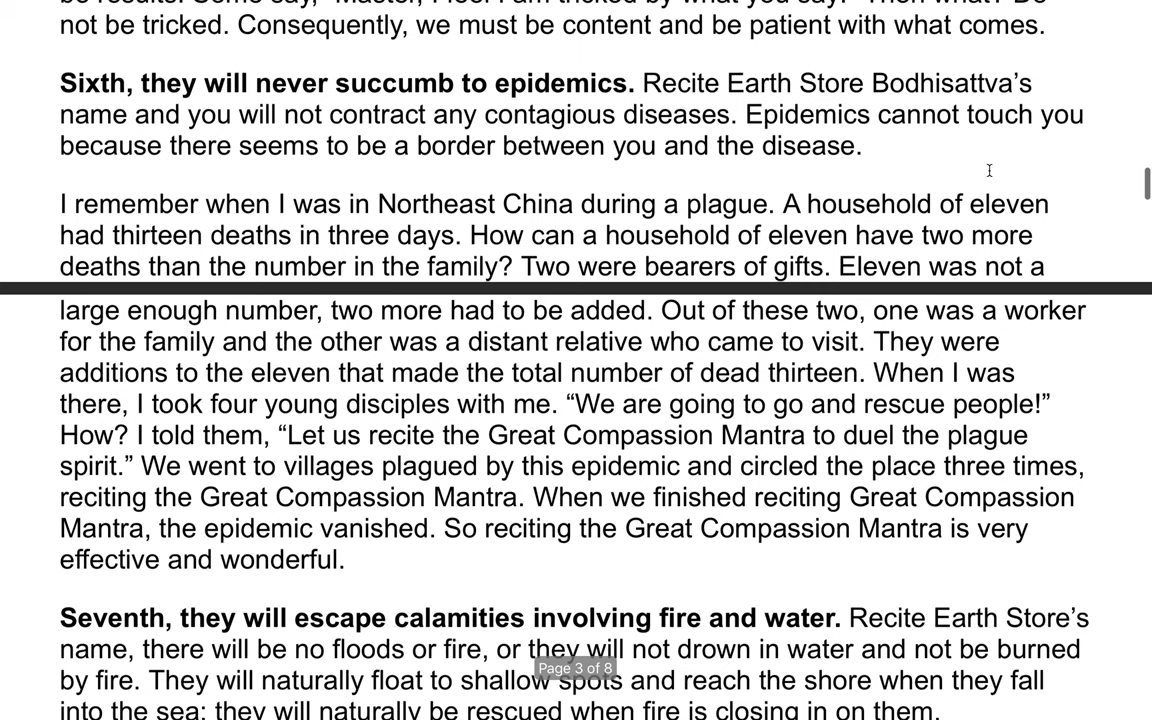 not be tricked. Consequently, we must be content and be patient with what comes.
Sixth, they will never succumb to epidemics. Recite Earth Store Bodhisattva's
name and you will not contract any contagious diseases. Epidemics cannot touch you
because there seems to be a border between you and the disease.
I remember when I was in Northeast China during a plague. A household of eleven
had thirteen deaths in three days. How can a household of eleven have two more
deaths than the number in the family? Two were bearers of gifts. Eleven was not a
large enough number, two more had to be added. Out of these two, one was a worker
for the family and the other was a distant relative who came to visit. They were
additions to the eleven that made the total number of dead thirteen. When I was
there, I took four young disciples with me. “We are going to go and rescue people!”
How? I told them, “Let us recite the Great Compassion Mantra to duel the plague
spirit.” We went to villages plagued by this epidemic and circled the place three times,
reciting the Great Compassion Mantra. When we finished reciting Great Compassion
Mantra, the epidemic vanished. So reciting the Great Compassion Mantra is very
effective and wonderful.
Seventh, they will escape calamities involving fire and water. Recite Earth Store's
name, there will be no floods or fire, or they will not drown in water and not be burned
Page 3 of 8
by fire. They will naturally float to shallow spots and reach the shore when they fall
into the sea; they will naturally be rescued when fire is closing in on them.